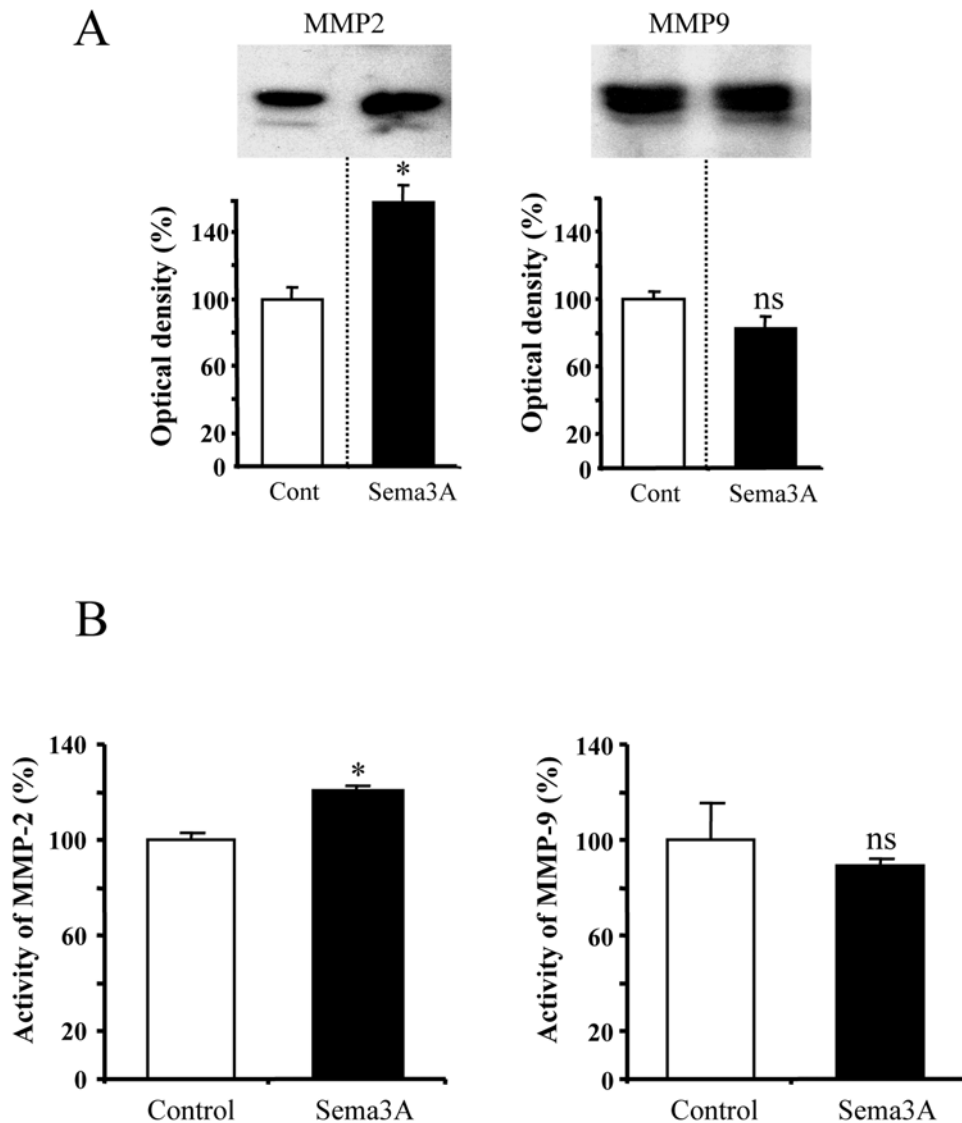 A
MMP2
MMP9
*
Optical density (%)
140
100
60
20
0
Cont
Sema3A
ns
Optical density (%)
140
100
60
20
0
Cont
Sema3A
B
*
Activity of MMP-2 (%)
140
100
60
20
0
Control
Sema3A
ns
Activity of MMP-9 (%)
140
100
60
20
0
Control
Sema3A